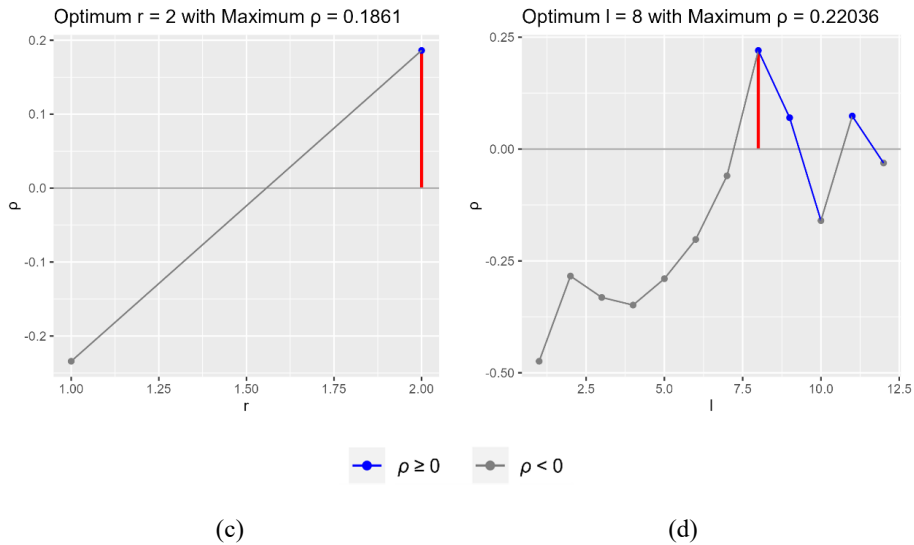 Optimum r = 2 with Maximum ρ = 0.1861
0.2
0.1
0.0
-0.1
-0.2
ρ
1.00 1.25 1.50 1.75 2.00
r
Optimum l = 8 with Maximum ρ = 0.22036
0.25
0.00
-0.25
-0.50
ρ
2.5 5.0 7.5 10.0 12.5
l
ρ ≥ 0 ρ < 0
(c) (d)